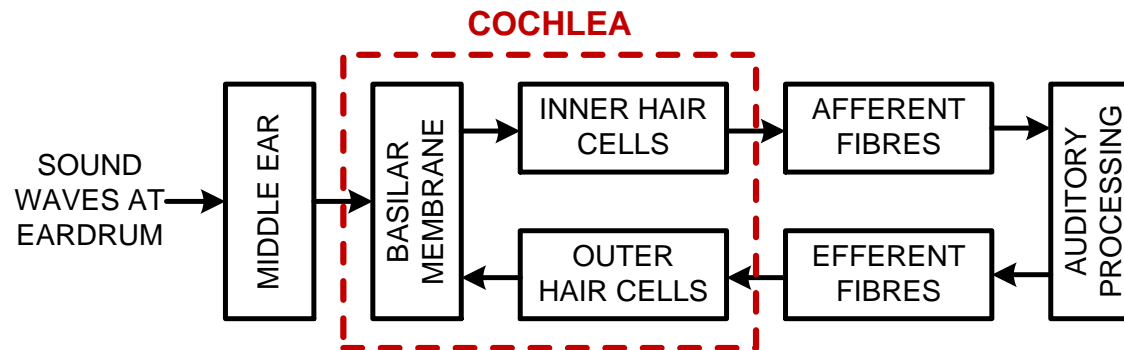 COCHLEA
SOUND
WAVES AT
EARDRUM
MIDDLE EAR
BASILAR
MEMBRANE
INNER HAIR
CELLS
AFFERENT
FIBRES
AUDITORY
PROCESSING
OUTER
HAIR CELLS
EFFERENT
FIBRES